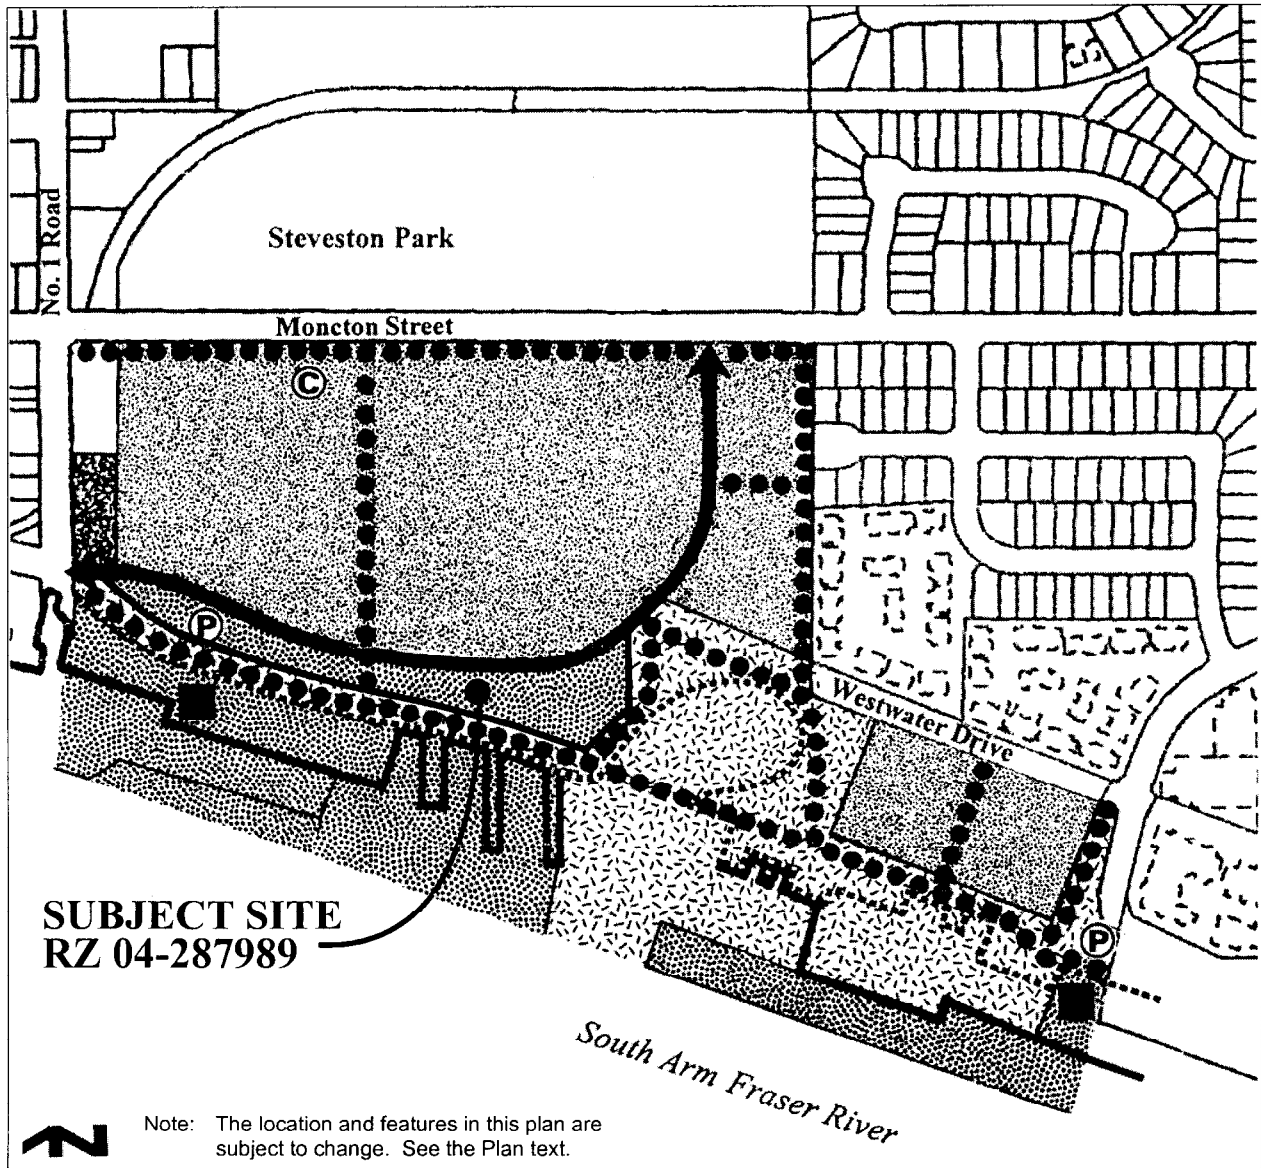 No. 1 Road
Steveston Park
Moncton Street
C
P
Westwater Drive
SUBJECT SITE
RZ 04-287989
P
South Arm Fraser River
N
Note: The location and features in this plan are
subject to change. See the Plan text.